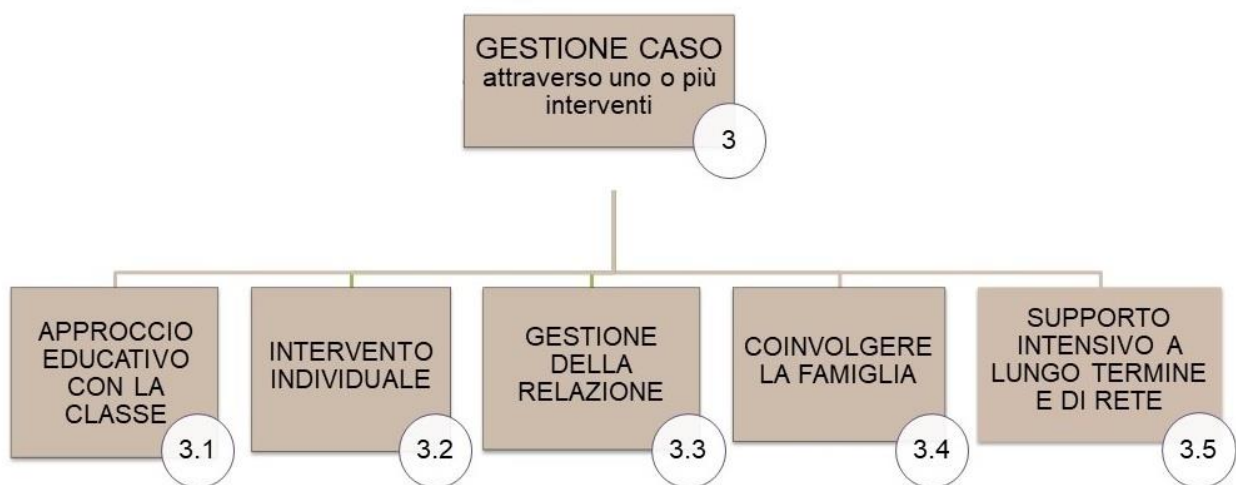 GESTIONE CASO
attraverso uno o più
interventi
3
APPROCCIO
EDUCATIVO
CON LA
CLASSE
3.1
INTERVENTO
INDIVIDUALE
3.2
GESTIONE
DELLA
RELAZIONE
3.3
COINVOLGERE
LA FAMIGLIA
3.4
SUPPORTO
INTENSIVO A
LUNGO TERMINE
E DI RETE
3.5